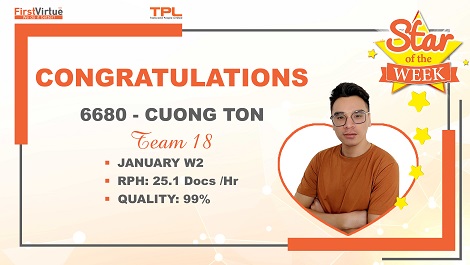 FirstVirtue
TPL
Star
of the
WEEK
CONGRATULATIONS
6680 - CUONG TON
Team 18
JANUARY W2
RPH: 25.1 Docs /Hr
QUALITY: 99%